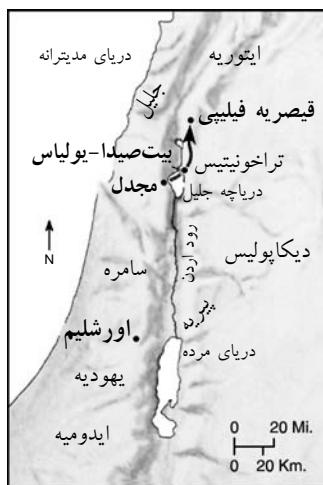 دریای مدیترانه
ایتوریه
جلیل
قیصریه فیلیپی
بیت‌صیدا-یولیاس
تراخونیتیس
مجدل
دریاچه جلیل
N
رود اردن
دیکاپولیس
سامره
پیریه
اورشلیم
دریای مرده
یهودیه
ایدومیه
0 20 Mi.
0 20 Km.